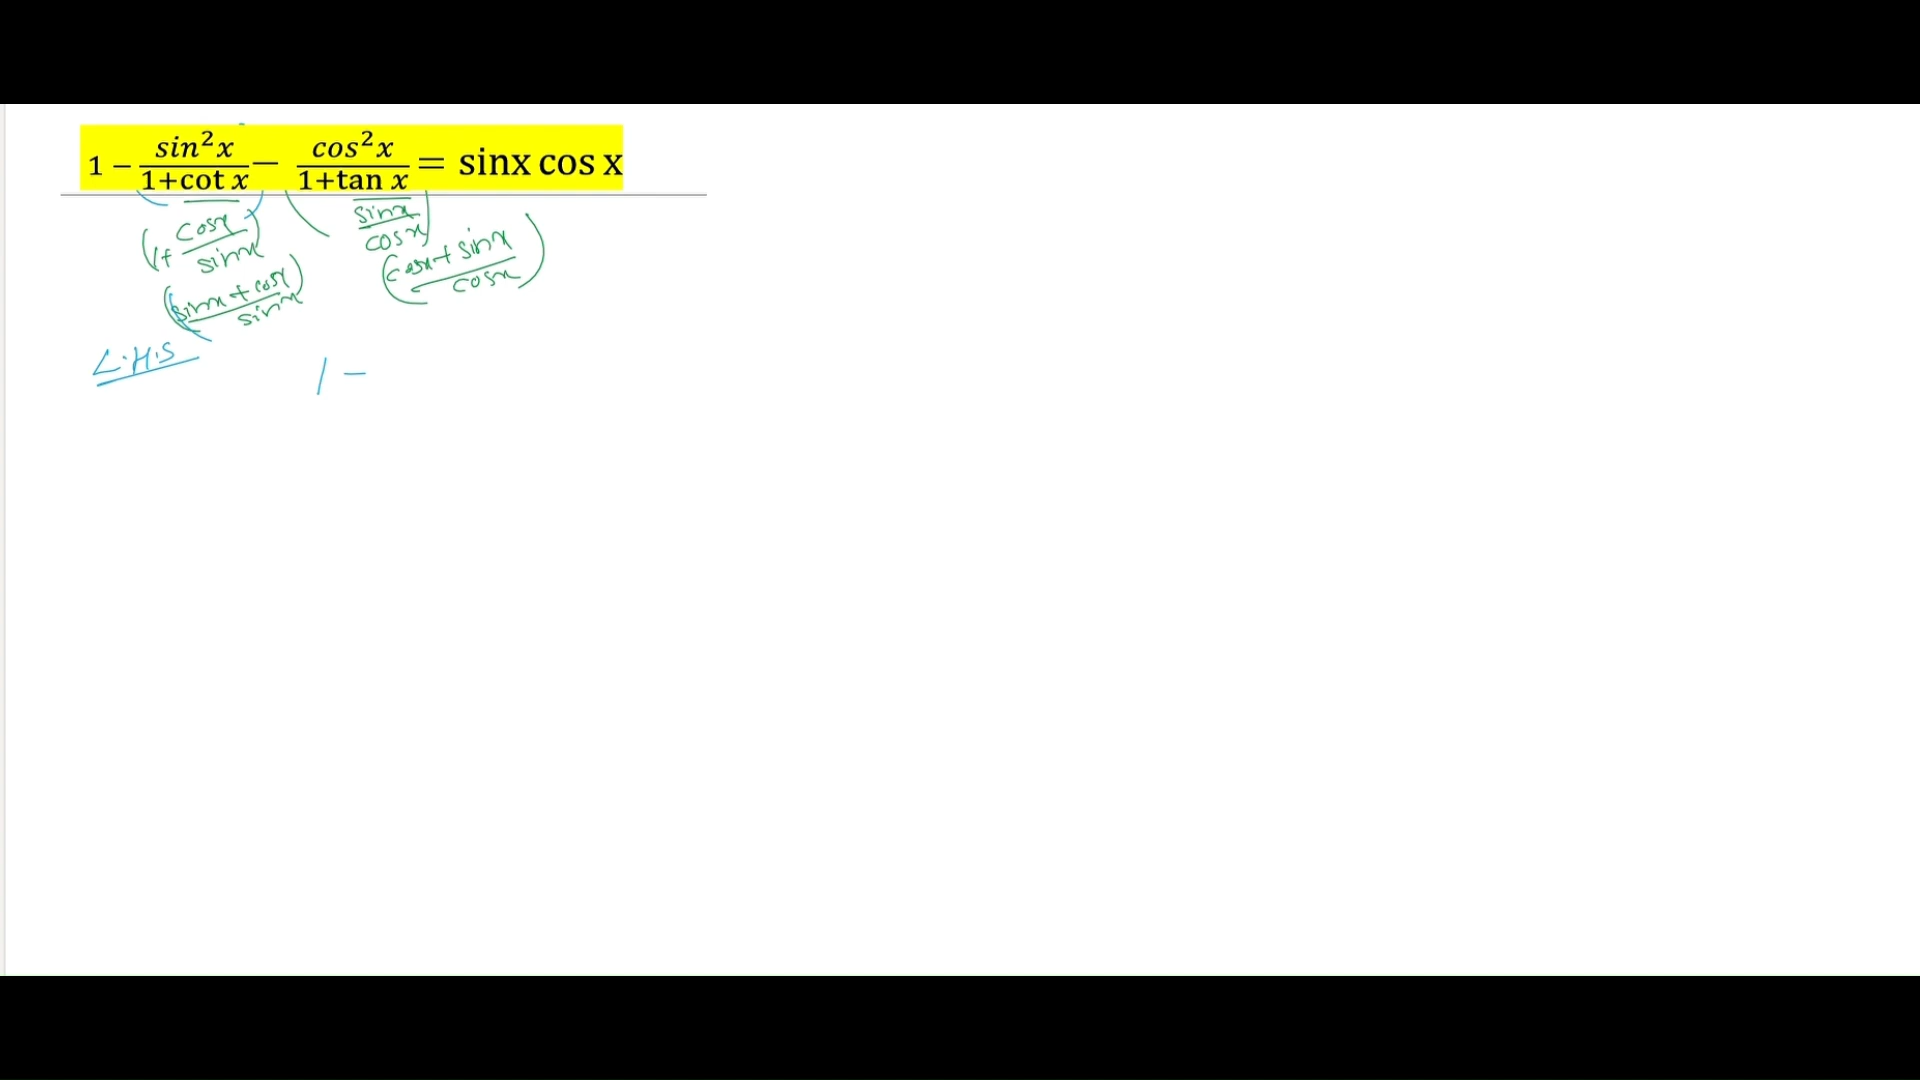 1 − sin²x/1+cot x − cos²x/1+tan x = sinx cos x
(1+ cosx/sinx) sinx/cosx
(sinx + cosx/sinx) (cosx + sinx/cosx)
L.H.S 1 −